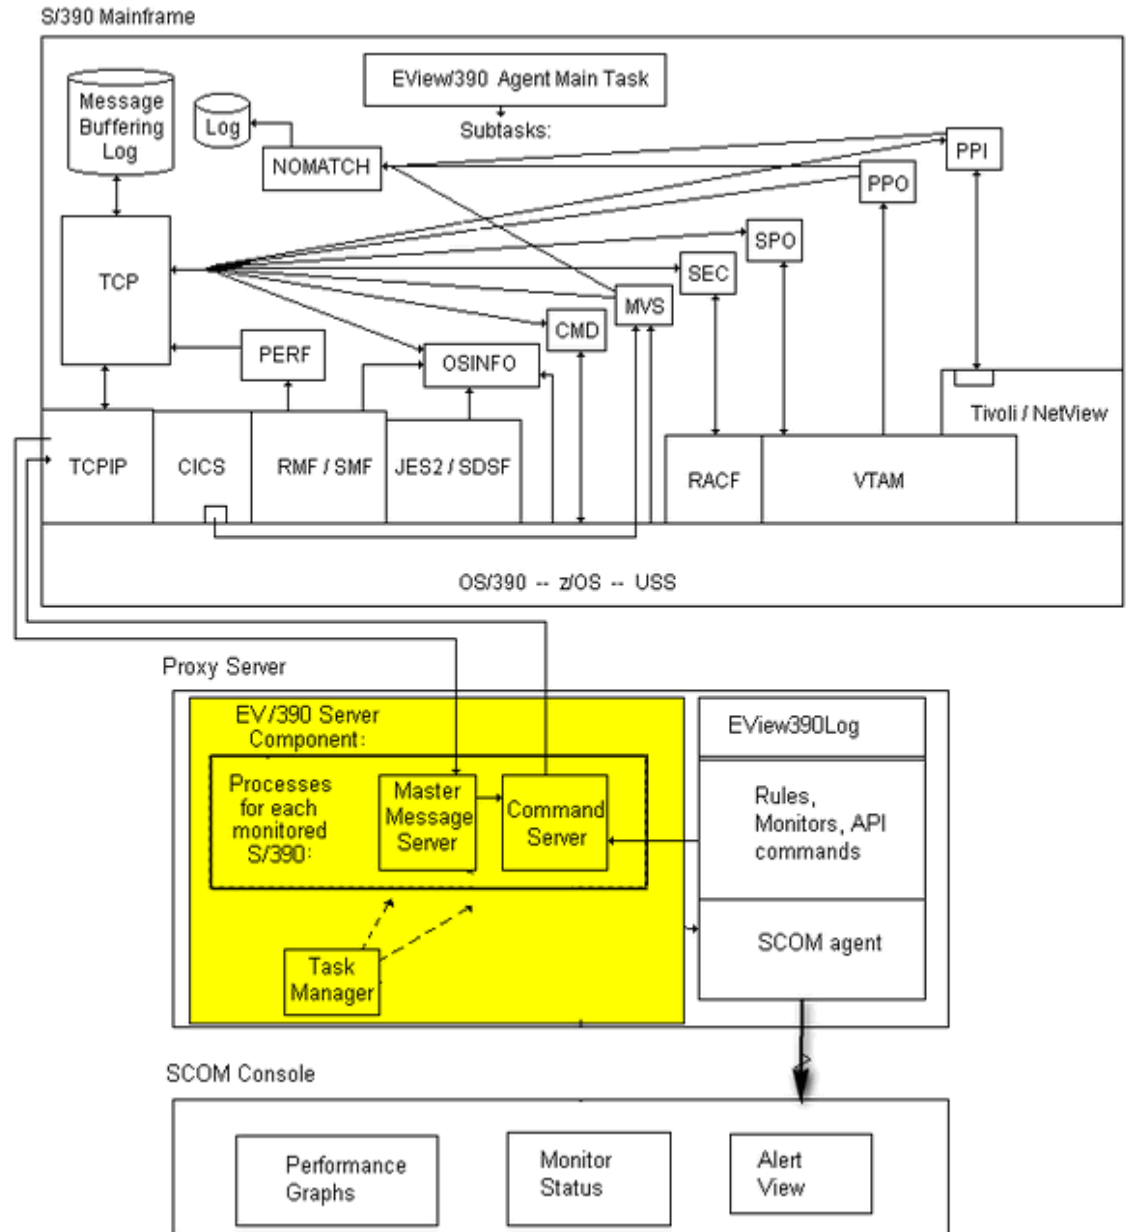 S/390 Mainframe
EView/390 Agent Main Task
Subtasks:
Message
Buffering
Log
Log
NOMATCH
PPI
PPO
SPO
SEC
MVS
CMD
TCP
PERF
OSINFO
Tivoli / NetView
TCPIP
CICS
RMF / SMF
JES2 / SDSF
RACF
VTAM
OS/390 -- z/OS -- USS
Proxy Server
EV/390 Server
Component:
Processes
for each
monitored
S/390:
Master
Message
Server
Command
Server
Task
Manager
EView390Log
Rules,
Monitors, API
commands
SCOM agent
SCOM Console
Performance
Graphs
Monitor
Status
Alert
View